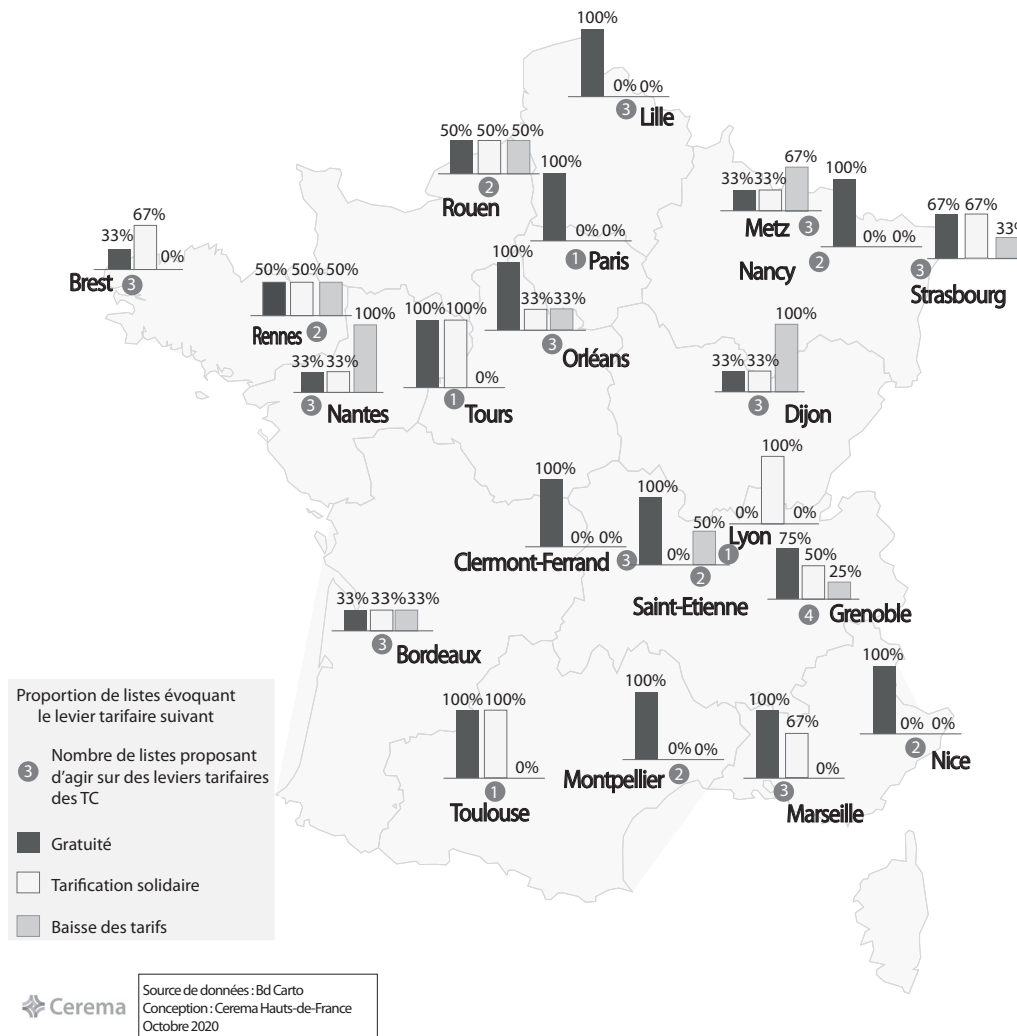 100%
0% 0%
3
Lille
50% 50% 50%
2
Rouen
100%
0% 0%
1
Paris
33% 33% 67%
Metz
3
100%
0% 0%
Nancy
2
67% 67% 33%
3
Strasbourg
33% 67% 0%
Brest
3
50% 50% 50%
Rennes
2
100%
33% 33%
3
Orléans
33% 33% 100%
3
Nantes
100% 100% 0%
1
Tours
33% 33% 100%
3
Dijon
100%
0% 0%
Clermont-Ferrand
3
100%
0% 50%
2
Saint-Etienne
0% 100% 0%
Lyon
1
75% 50% 25%
4
Grenoble
33% 33% 33%
3
Bordeaux
100% 100% 0%
1
Toulouse
100%
0% 0%
Montpellier
2
100% 67% 0%
3
Marseille
100%
0% 0%
2
Nice
Proportion de listes évoquant
le levier tarifaire suivant
3
Nombre de listes proposant
d'agir sur des leviers tarifaires
des TC
Gratuité
Tarification solidaire
Baisse des tarifs
Cerema
Source de données : Bd Carto
Conception : Cerema Hauts-de-France
Octobre 2020